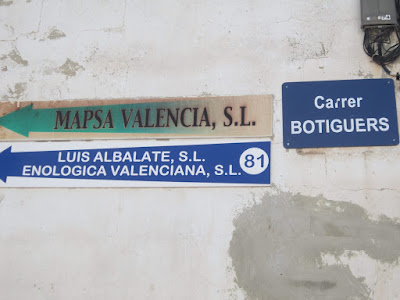 MAPSA VALENCIA, S.L.
LUIS ALBALATE, S.L.
ENOLOGICA VALENCIANA, S.L.
81
Carrer
BOTIGUERS